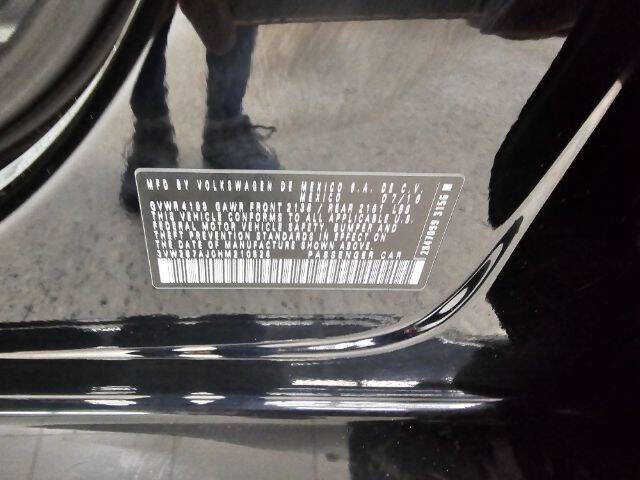 MFD BY VOLKSWAGEN DE MEXICO S.A. DE C.V.
MEXICO 07/10
GVWR 4189 GAWR FRONT 2138 / REAR 2161 LBS
THIS VEHICLE CONFORMS TO ALL APPLICABLE U.S.
FEDERAL MOTOR VEHICLE SAFETY, BUMPER AND
THEFT PREVENTION STANDARDS IN EFFECT ON
THE DATE OF MANUFACTURE SHOWN ABOVE.
PASSENGER CAR